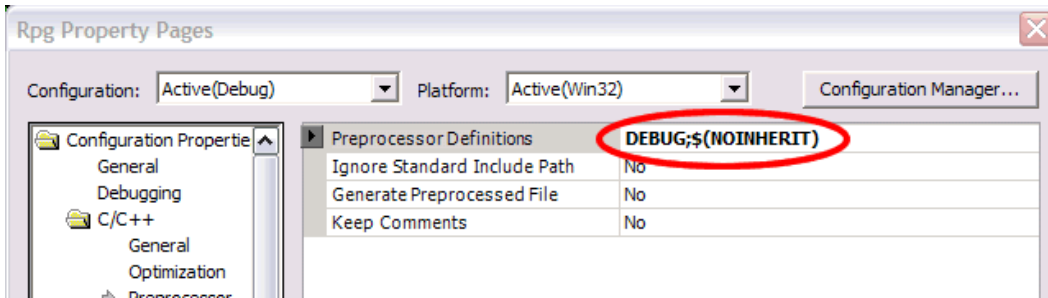 Rpg Property Pages
Configuration: Active(Debug) Platform: Active(Win32) Configuration Manager...
Configuration Propertie Preprocessor Definitions DEBUG;$(NOINHERIT)
General Ignore Standard Include Path No
Debugging Generate Preprocessed File No
C/C++ Keep Comments No
General
Optimization
Preprocessor